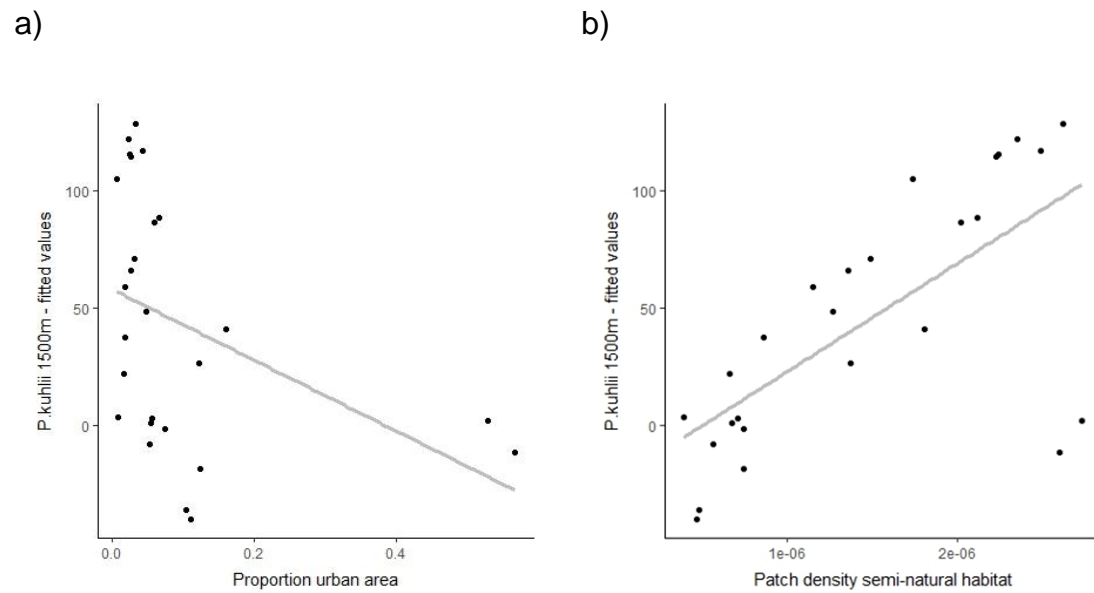 a)
b)
P.kuhlii 1500m - fitted values
100
50
0
0.0 0.2 0.4
Proportion urban area
P.kuhlii 1500m - fitted values
100
50
0
1e-06 2e-06
Patch density semi-natural habitat